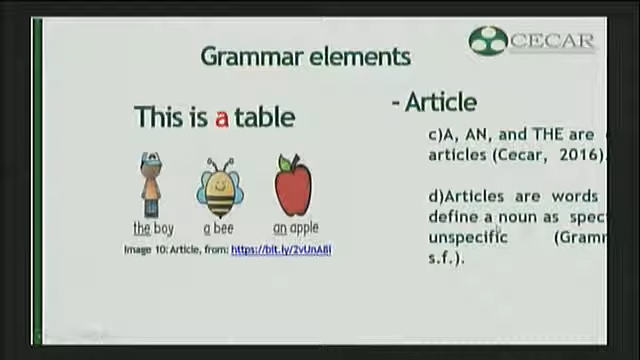 Grammar elements
CECAR
This is a table
- Article
c)A, AN, and THE are
articles (Cecar, 2016).
the boy
a bee
an apple
Image 10: Article, from: https://bit.ly/2vUnA8l
d)Articles are words
define a noun as spec
unspecific (Gramm
s.f.).